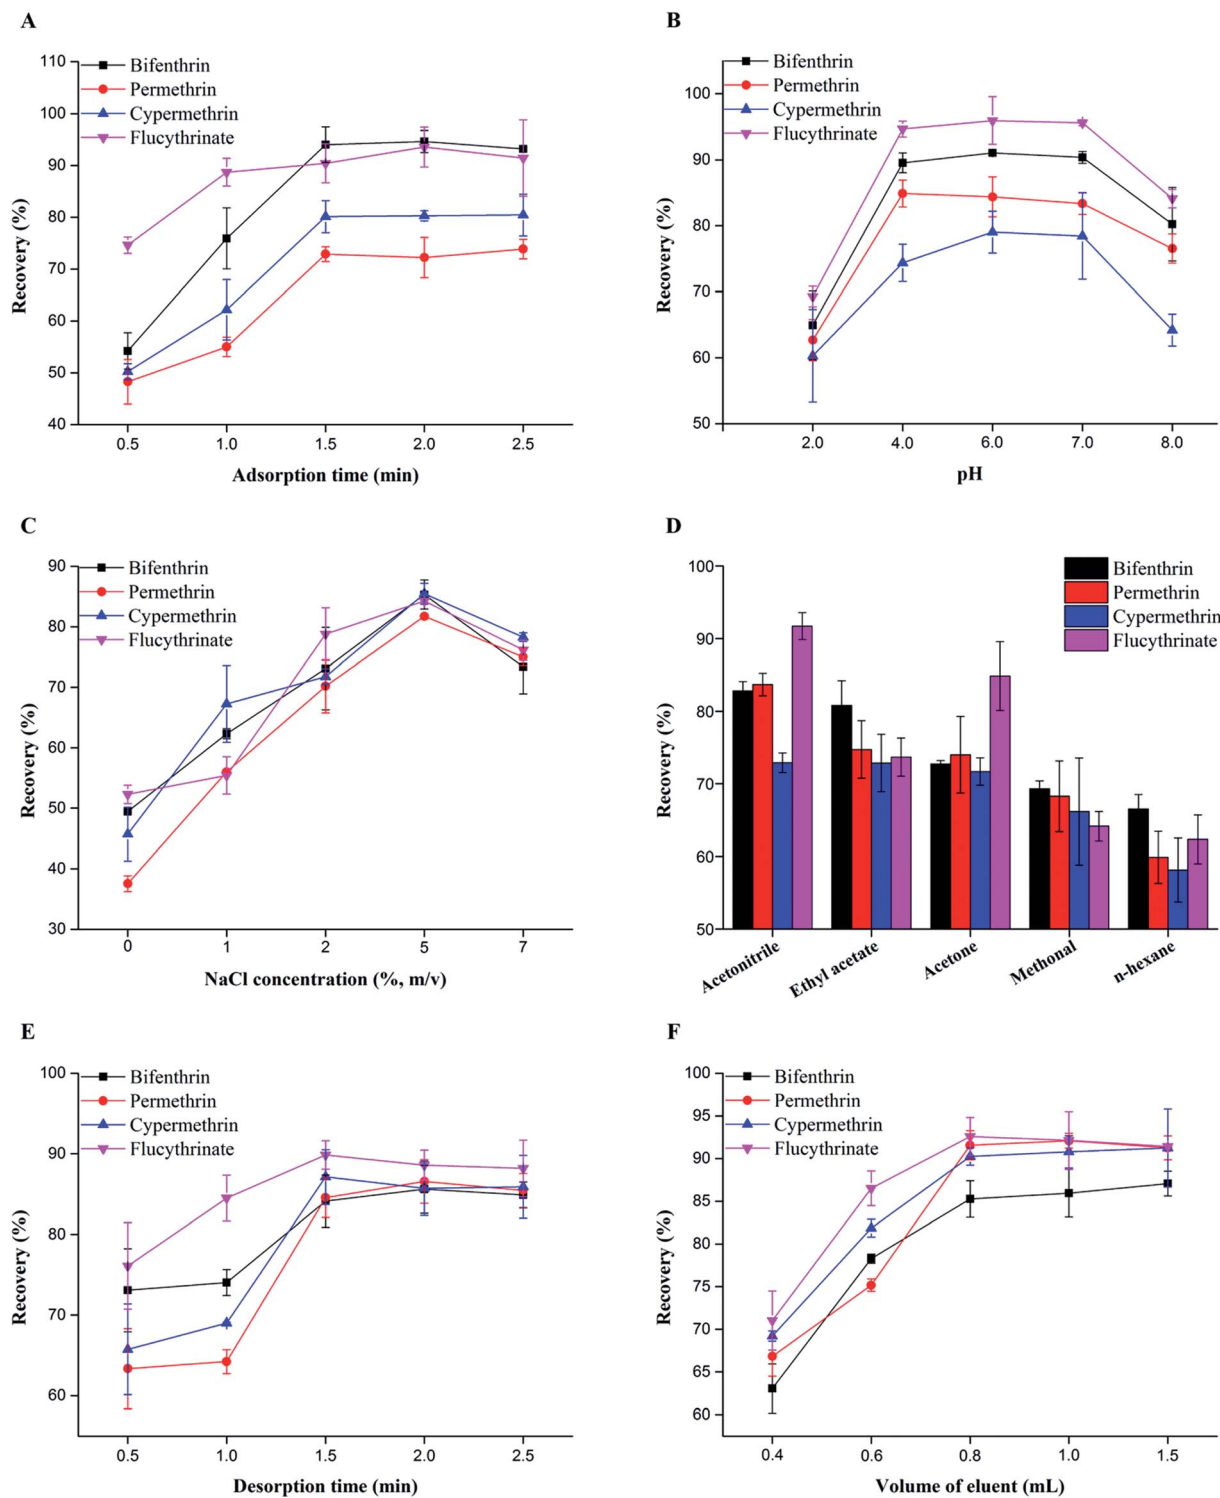 A
110
100
90
80
70
60
50
40
Recovery (%)
Bifenthrin
Permethrin
Cypermethrin
Flucythrinate
0.5 1.0 1.5 2.0 2.5
Adsorption time (min)
B
100
90
80
70
60
50
Recovery (%)
Bifenthrin
Permethrin
Cypermethrin
Flucythrinate
2.0 4.0 6.0 7.0 8.0
pH
C
90
80
70
60
50
40
30
Recovery (%)
Bifenthrin
Permethrin
Cypermethrin
Flucythrinate
0 1 2 5 7
NaCl concentration (%, m/v)
D
100
90
80
70
60
50
Recovery (%)
Bifenthrin
Permethrin
Cypermethrin
Flucythrinate
Acetonitrile Ethyl acetate Acetone Methonal n-hexane
E
100
90
80
70
60
Recovery (%)
Bifenthrin
Permethrin
Cypermethrin
Flucythrinate
0.5 1.0 1.5 2.0 2.5
Desorption time (min)
F
100
95
90
85
80
75
70
65
60
Recovery (%)
Bifenthrin
Permethrin
Cypermethrin
Flucythrinate
0.4 0.6 0.8 1.0 1.5
Volume of eluent (mL)